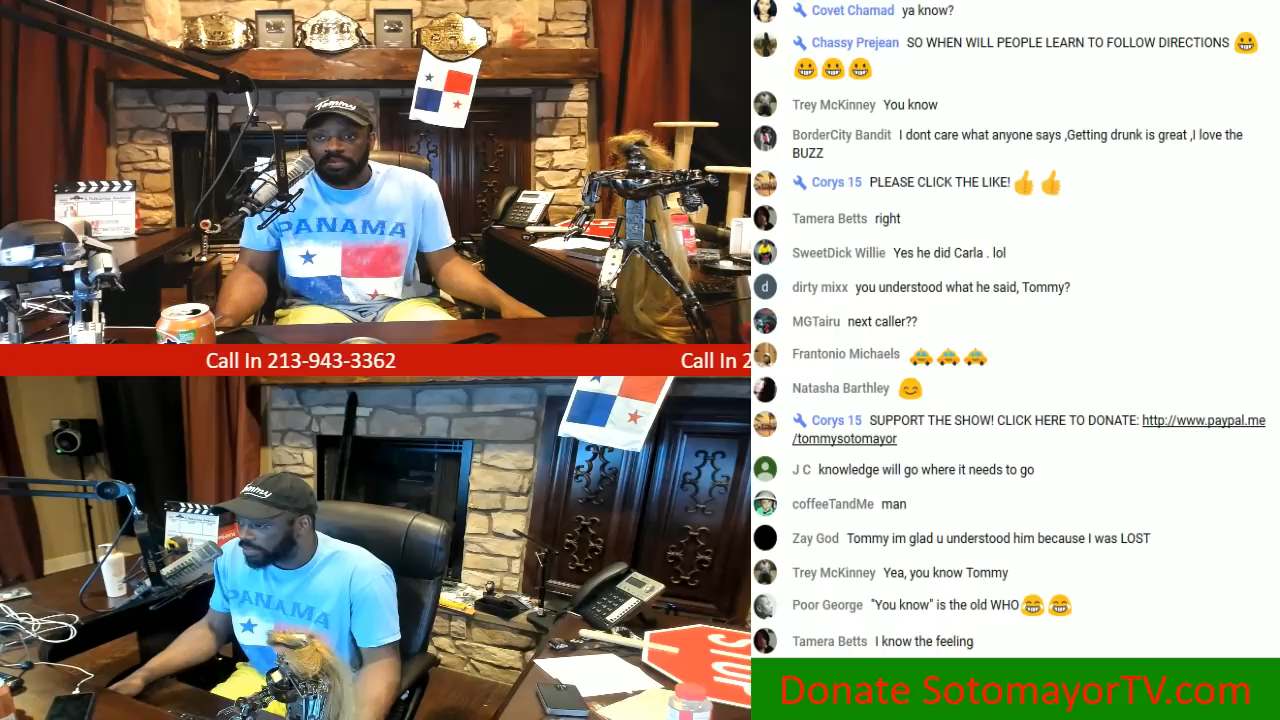 Tommy
PANAMA
Call In 213-943-3362
Call In 2
Tommy
PANAMA
STOP
Covet Chamad ya know?
Chassy Prejean SO WHEN WILL PEOPLE LEARN TO FOLLOW DIRECTIONS 😀
😀😀😀
Trey McKinney You know
BorderCity Bandit I dont care what anyone says ,Getting drunk is great ,I love the
BUZZ
Corys 15 PLEASE CLICK THE LIKE! 👍 👍
Tamera Betts right
SweetDick Willie Yes he did Carla . lol
d
dirty mixx you understood what he said, Tommy?
MGTairu next caller??
Frantonio Michaels 🚕🚕🚕
Natasha Barthley 😊
Corys 15 SUPPORT THE SHOW! CLICK HERE TO DONATE: http://www.paypal.me
/tommysotomayor
J C knowledge will go where it needs to go
coffeeTandMe man
Zay God Tommy im glad u understood him because I was LOST
Trey McKinney Yea, you know Tommy
Poor George "You know" is the old WHO 😂 😂
Tamera Betts I know the feeling
Donate SotomayorTV.com